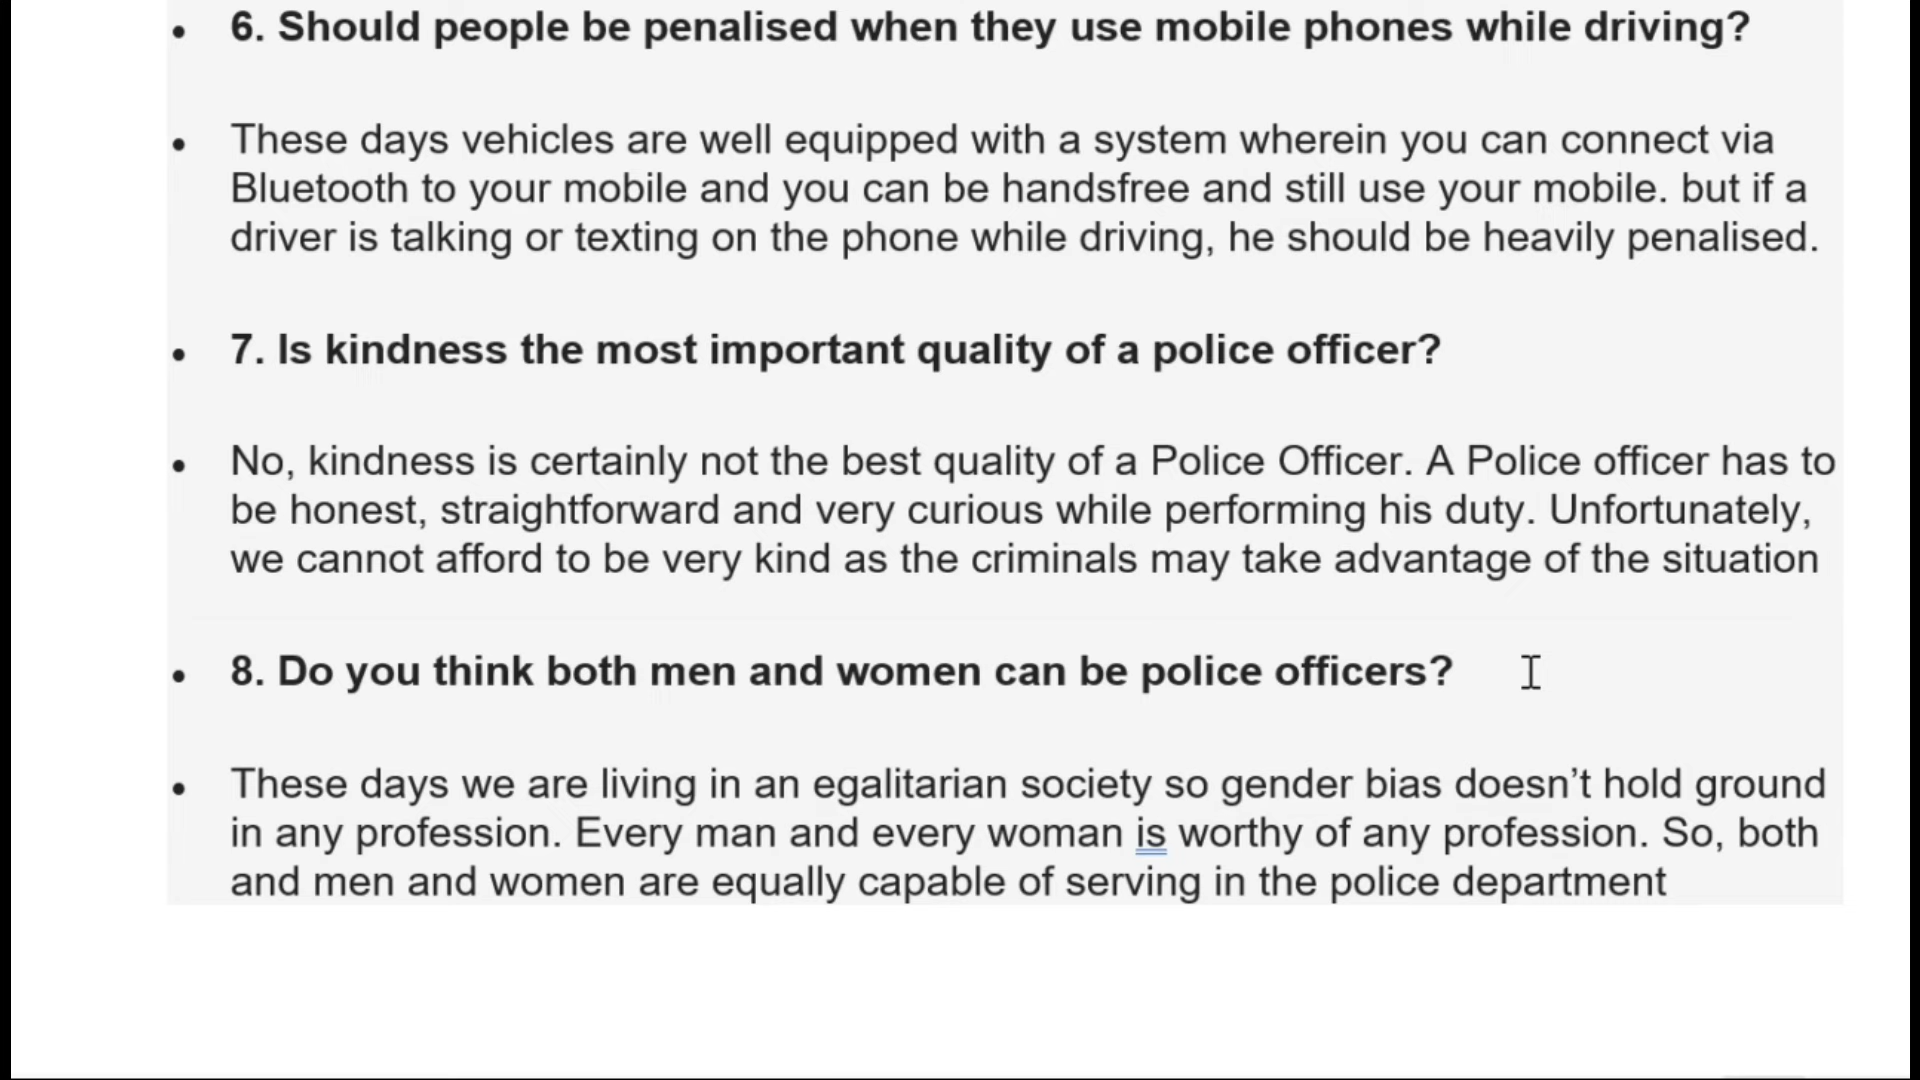 • 6. Should people be penalised when they use mobile phones while driving?
• These days vehicles are well equipped with a system wherein you can connect via
Bluetooth to your mobile and you can be handsfree and still use your mobile. but if a
driver is talking or texting on the phone while driving, he should be heavily penalised.
• 7. Is kindness the most important quality of a police officer?
• No, kindness is certainly not the best quality of a Police Officer. A Police officer has to
be honest, straightforward and very curious while performing his duty. Unfortunately,
we cannot afford to be very kind as the criminals may take advantage of the situation
• 8. Do you think both men and women can be police officers?
• These days we are living in an egalitarian society so gender bias doesn’t hold ground
in any profession. Every man and every woman is worthy of any profession. So, both
and men and women are equally capable of serving in the police department